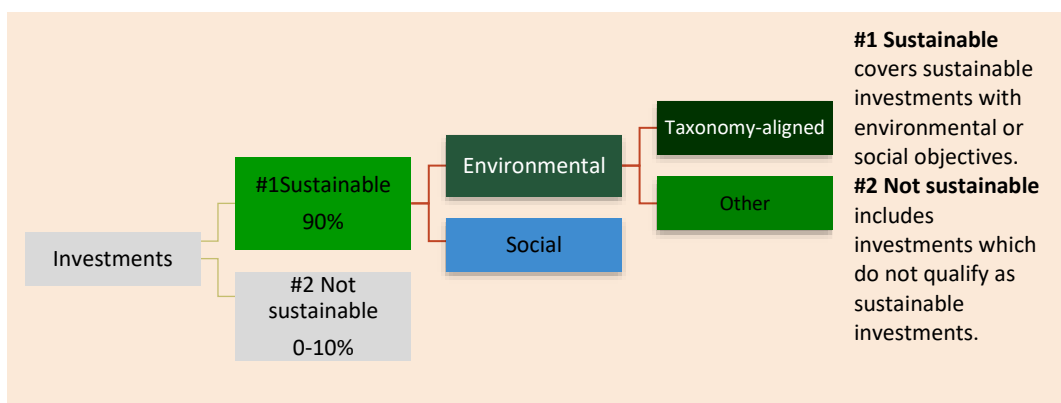 Investments
#1Sustainable
90%
#2 Not
sustainable
0-10%
Environmental
Social
Taxonomy-aligned
Other
#1 Sustainable
covers sustainable
investments with
environmental or
social objectives.
#2 Not sustainable
includes
investments which
do not qualify as
sustainable
investments.